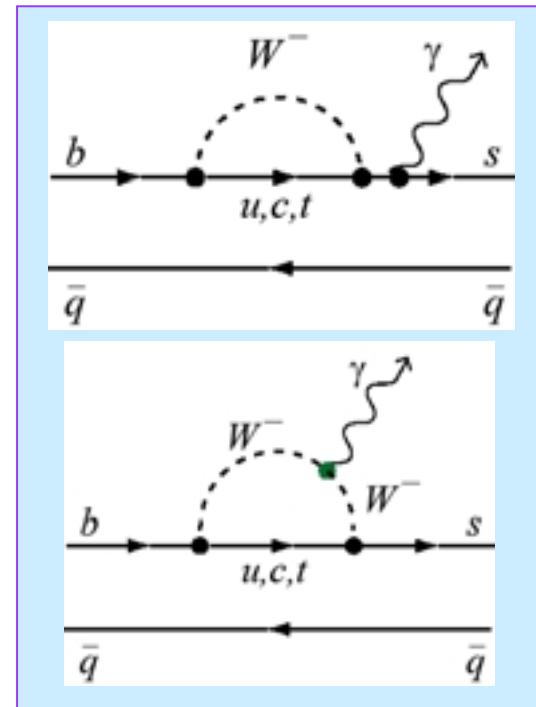 W⁻ γ
b s
u,c,t
q̄ q̄
γ
W⁻
W⁻
b s
u,c,t
q̄ q̄